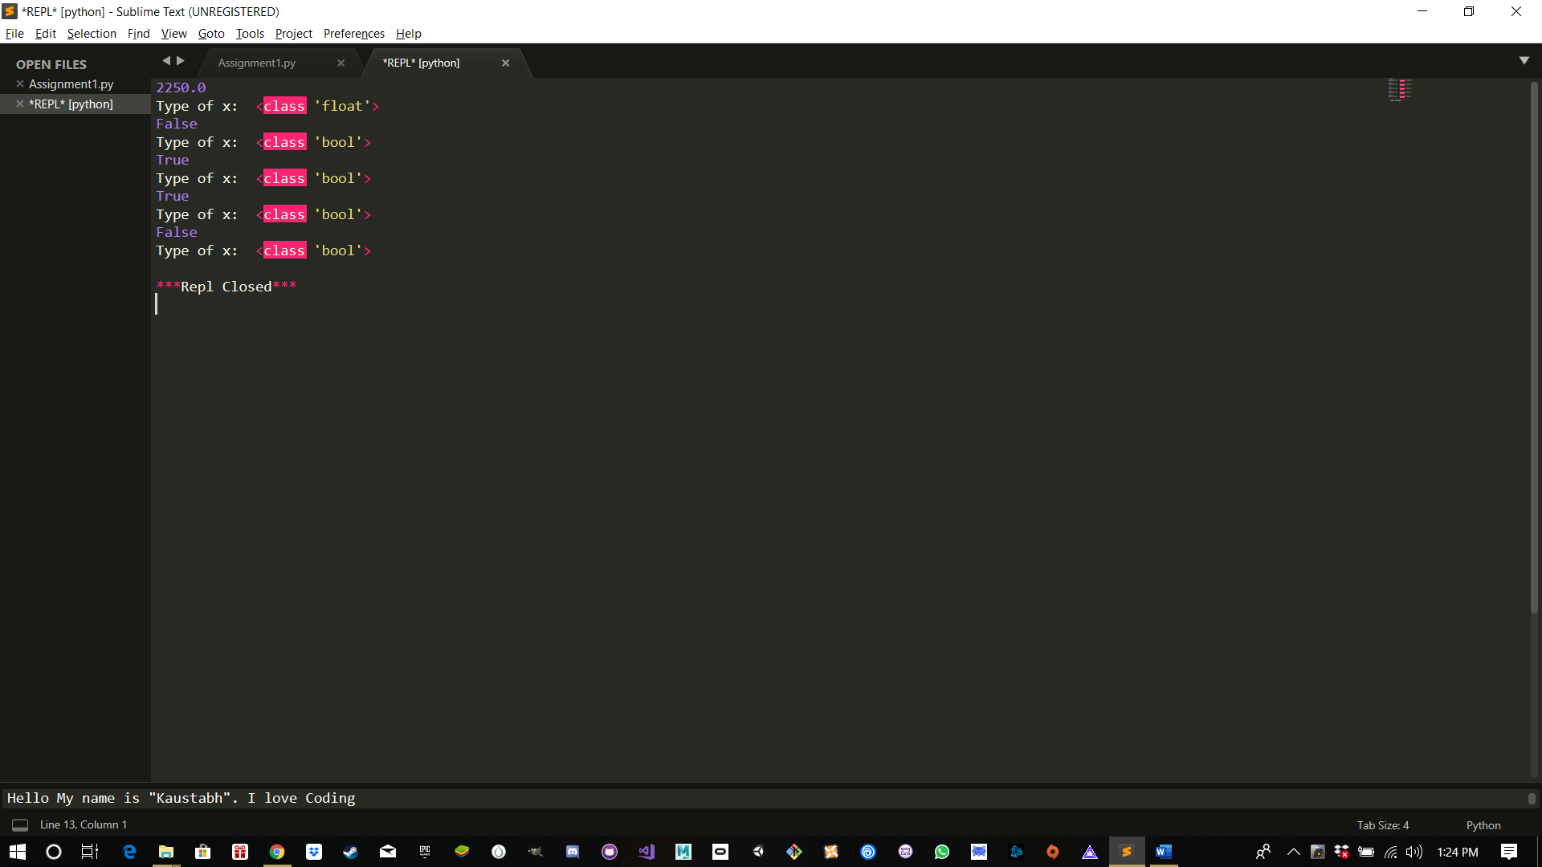 *REPL* [python] - Sublime Text (UNREGISTERED)
File Edit Selection Find View Goto Tools Project Preferences Help
OPEN FILES
Assignment1.py
*REPL* [python]
Assignment1.py
*REPL* [python]
2250.0
Type of x:  <class 'float'>
False
Type of x:  <class 'bool'>
True
Type of x:  <class 'bool'>
True
Type of x:  <class 'bool'>
False
Type of x:  <class 'bool'>
***Repl Closed***
Hello My name is "Kaustabh". I love Coding
Line 13, Column 1
Tab Size: 4
Python
EPIC
1:24 PM